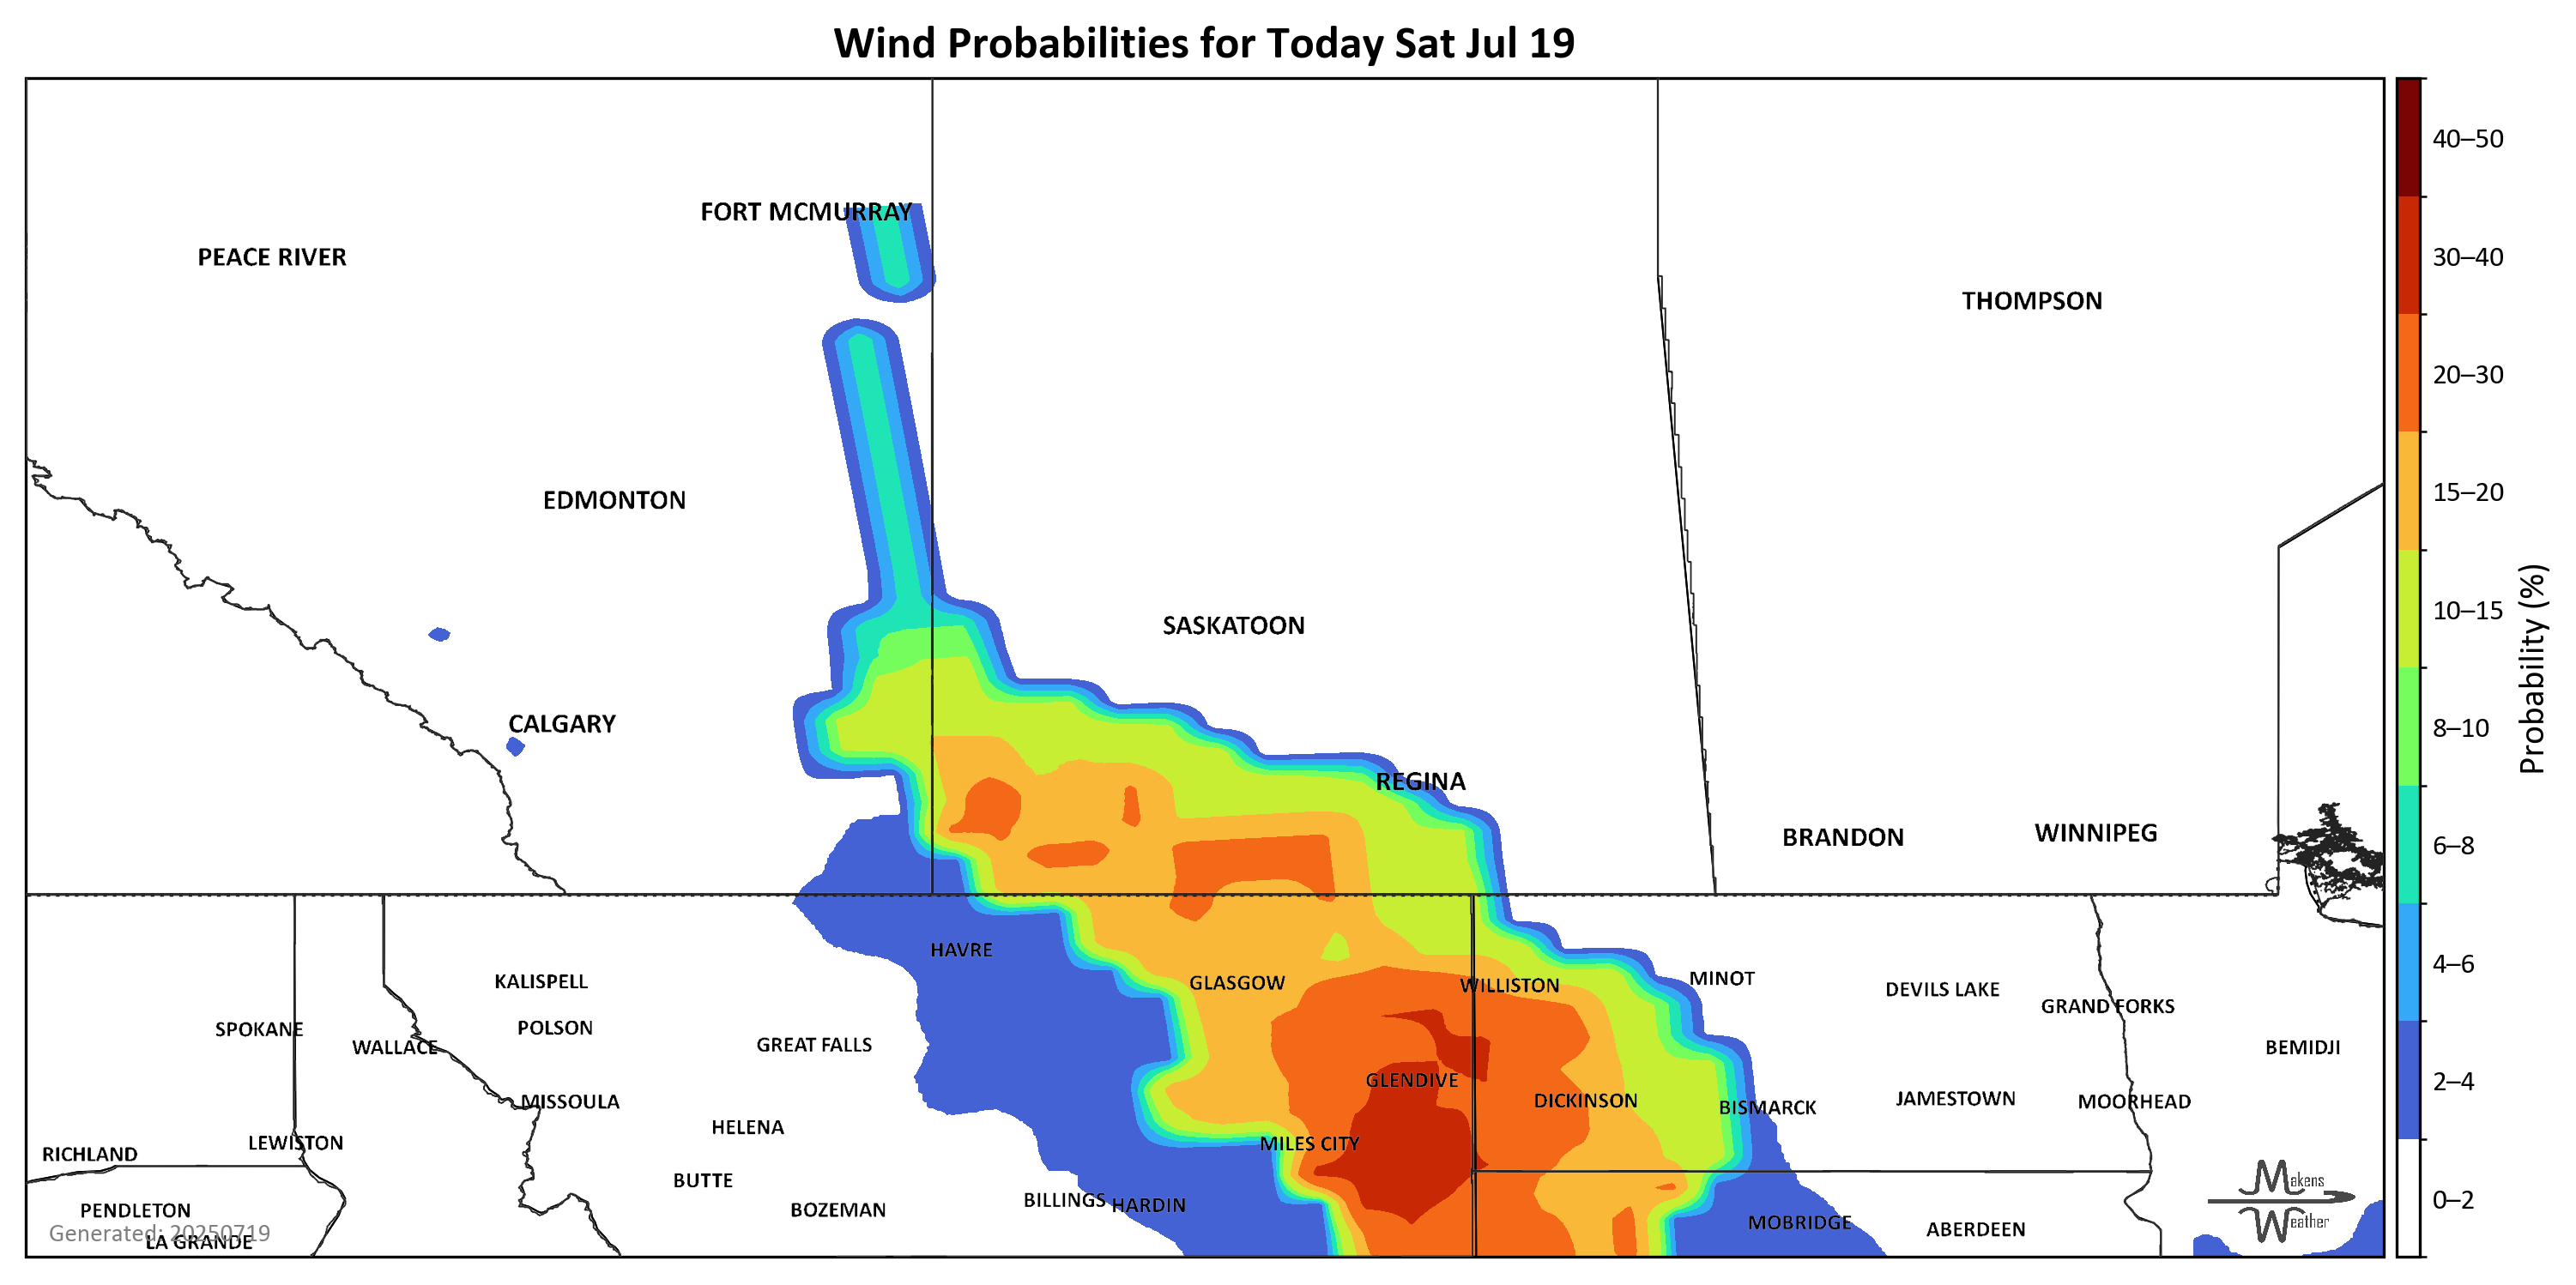 Wind Probabilities for Today Sat Jul 19
FORT MCMURRAY
PEACE RIVER
THOMPSON
EDMONTON
SASKATOON
CALGARY
REGINA
BRANDON
WINNIPEG
HAVRE
KALISPELL
GLASGOW
WILLISTON
MINOT
DEVILS LAKE
GRAND FORKS
SPOKANE
POLSON
WALLACE
GREAT FALLS
BEMIDJI
GLENDIVE
MISSOULA
DICKINSON
BISMARCK
JAMESTOWN
MOORHEAD
HELENA
LEWISTON
MILES CITY
RICHLAND
BUTTE
BILLINGS
HARDIN
PENDLETON
BOZEMAN
MOBRIDGE
ABERDEEN
Generated: 20250719
LA GRANDE
Makens
Weather
40–50
30–40
20–30
15–20
10–15
8–10
6–8
4–6
2–4
0–2
Probability (%)